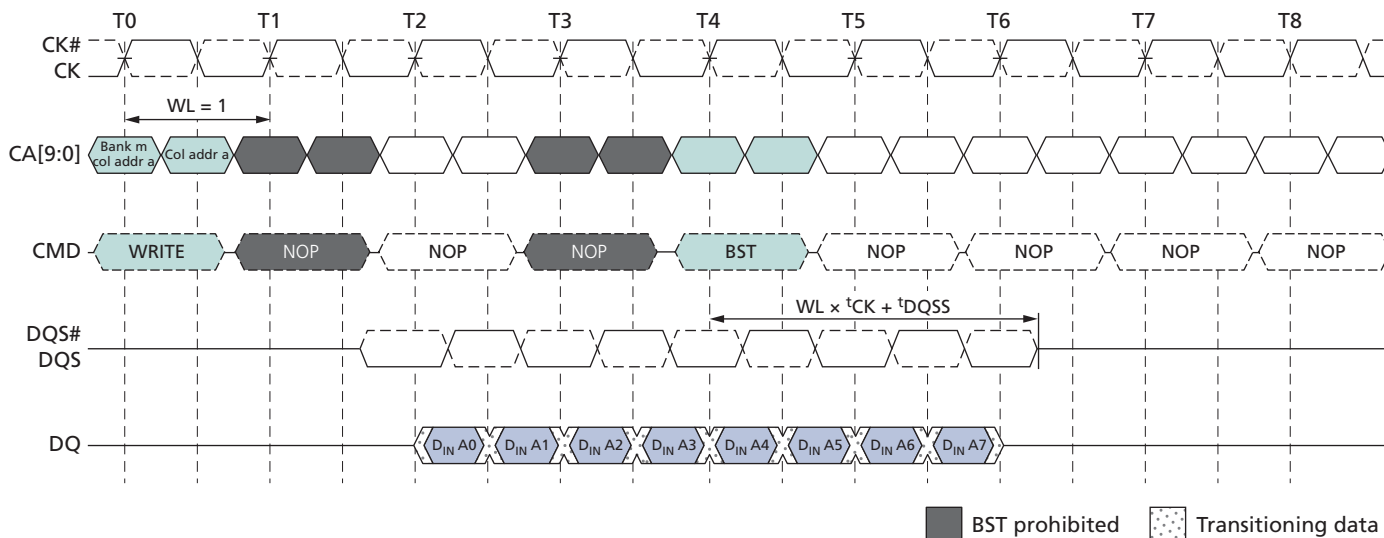 T0 T1 T2 T3 T4 T5 T6 T7 T8
CK#
CK
WL = 1
CA[9:0]
Bank m
col addr a
Col addr a
CMD
WRITE NOP NOP NOP BST NOP NOP NOP NOP
WL × tCK + tDQSS
DQS#
DQS
DQ
DIN A0 DIN A1 DIN A2 DIN A3 DIN A4 DIN A5 DIN A6 DIN A7
BST prohibited Transitioning data